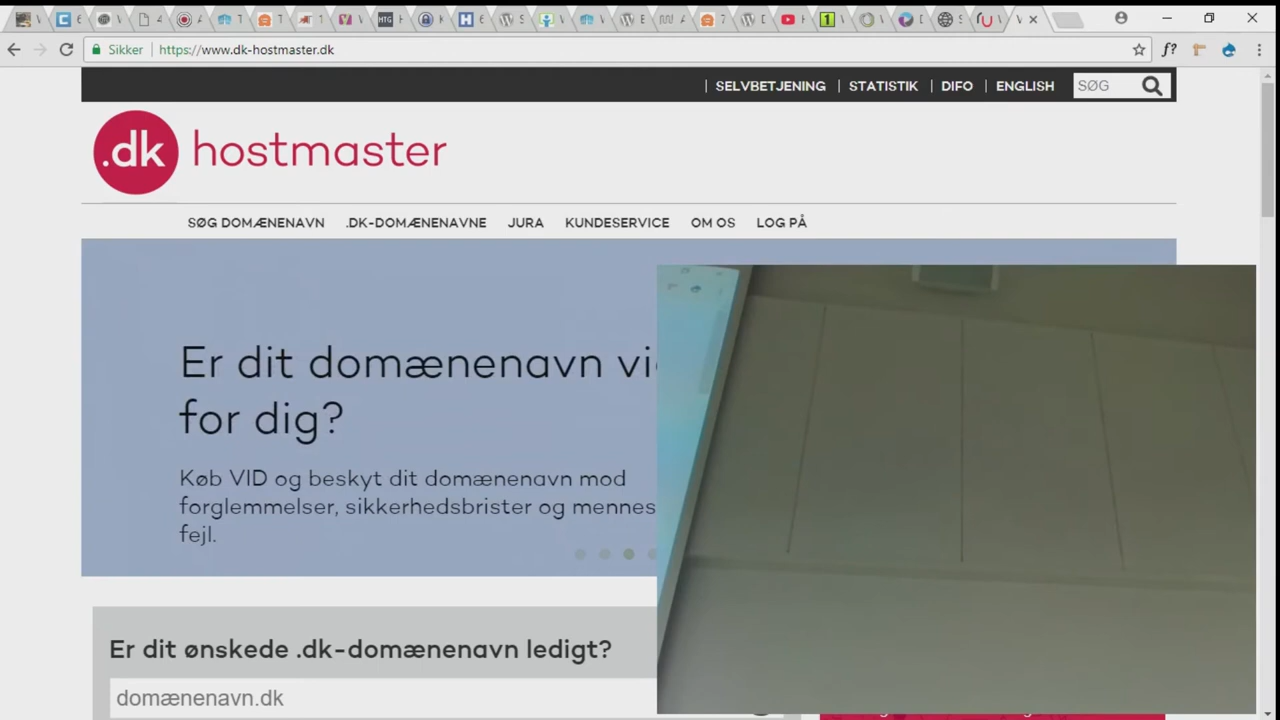 Sikker https://www.dk-hostmaster.dk
SELVBETJENING STATISTIK DIFO ENGLISH SØG
.dk hostmaster
SØG DOMÆNENAVN .DK-DOMÆNENAVNE JURA KUNDESERVICE OM OS LOG PÅ
Er dit domænenavn
for dig?
Køb VID og beskyt dit domænenavn mod
forglemmelser, sikkerhedsbrister og
fejl.
Er dit ønskede .dk-domænenavn ledigt?
domænenavn.dk